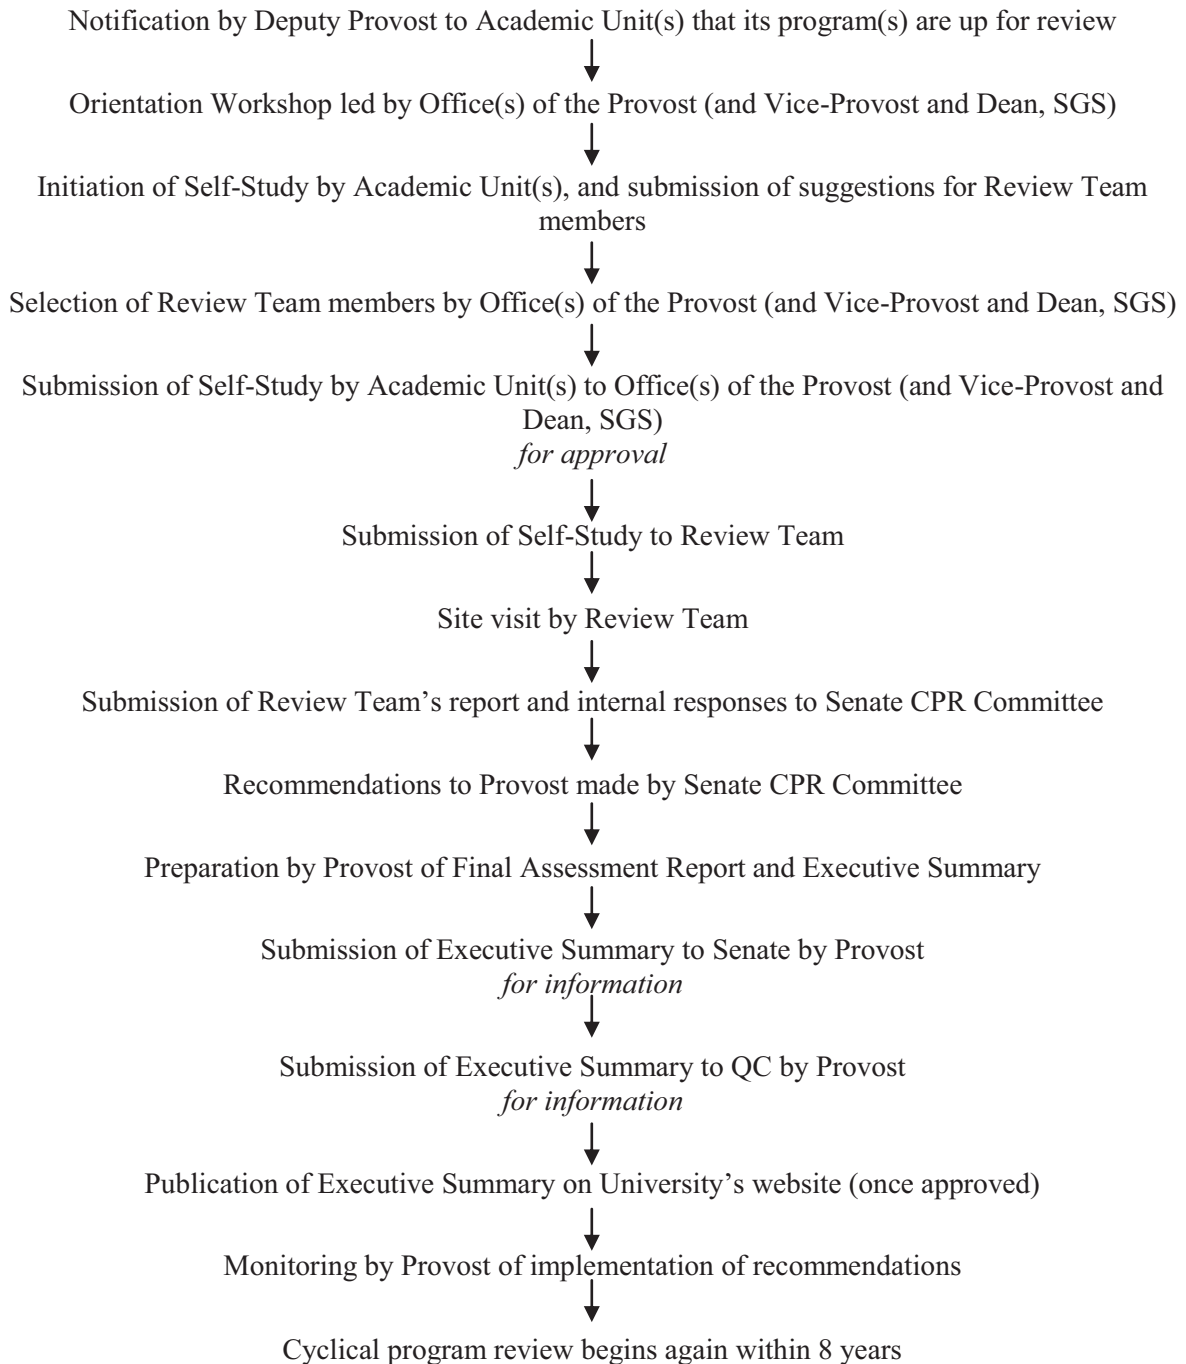 Notification by Deputy Provost to Academic Unit(s) that its program(s) are up for review
Orientation Workshop led by Office(s) of the Provost (and Vice-Provost and Dean, SGS)
Initiation of Self-Study by Academic Unit(s), and submission of suggestions for Review Team
members
Selection of Review Team members by Office(s) of the Provost (and Vice-Provost and Dean, SGS)
Submission of Self-Study by Academic Unit(s) to Office(s) of the Provost (and Vice-Provost and
Dean, SGS)
for approval
Submission of Self-Study to Review Team
Site visit by Review Team
Submission of Review Team’s report and internal responses to Senate CPR Committee
Recommendations to Provost made by Senate CPR Committee
Preparation by Provost of Final Assessment Report and Executive Summary
Submission of Executive Summary to Senate by Provost
for information
Submission of Executive Summary to QC by Provost
for information
Publication of Executive Summary on University’s website (once approved)
Monitoring by Provost of implementation of recommendations
Cyclical program review begins again within 8 years